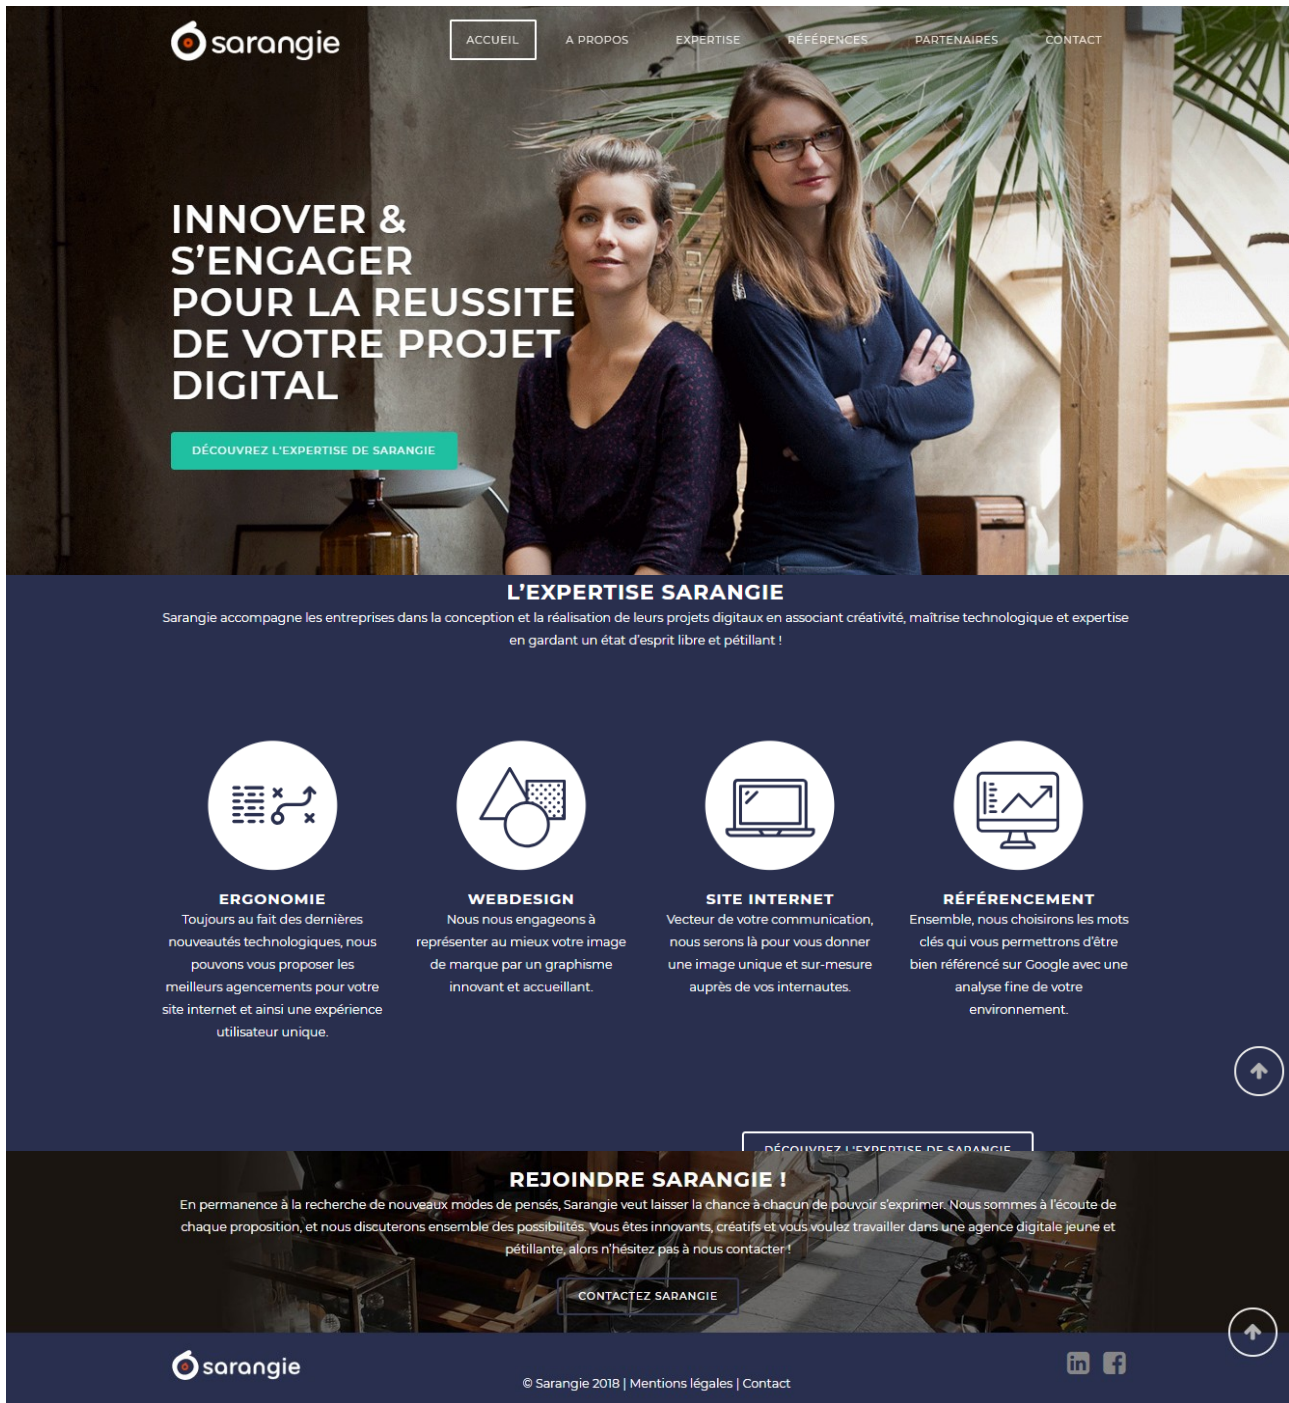 sarangie
ACCUEIL
A PROPOS
EXPERTISE
RÉFÉRENCES
PARTENAIRES
CONTACT
INNOVER &
S’ENGAGER
POUR LA REUSSITE
DE VOTRE PROJET
DIGITAL
DÉCOUVREZ L'EXPERTISE DE SARANGIE
L’EXPERTISE SARANGIE
Sarangie accompagne les entreprises dans la conception et la réalisation de leurs projets digitaux en associant créativité, maîtrise technologique et expertise
en gardant un état d’esprit libre et pétillant !
ERGONOMIE
Toujours au fait des dernières
nouveautés technologiques, nous
pouvons vous proposer les
meilleurs agencements pour votre
site internet et ainsi une expérience
utilisateur unique.
WEBDESIGN
Nous nous engageons à
représenter au mieux votre image
de marque par un graphisme
innovant et accueillant.
SITE INTERNET
Vecteur de votre communication,
nous serons là pour vous donner
une image unique et sur-mesure
auprès de vos internautes.
RÉFÉRENCEMENT
Ensemble, nous choisirons les mots
clés qui vous permettrons d’être
bien référencé sur Google avec une
analyse fine de votre
environnement.
DÉCOUVREZ L'EXPERTISE DE SARANGIE
REJOINDRE SARANGIE !
En permanence à la recherche de nouveaux modes de pensés, Sarangie veut laisser la chance à chacun de pouvoir s’exprimer. Nous sommes à l’écoute de
chaque proposition, et nous discuterons ensemble des possibilités. Vous êtes innovants, créatifs et vous voulez travailler dans une agence digitale jeune et
pétillante, alors n’hésitez pas à nous contacter !
CONTACTEZ SARANGIE
sarangie
in f
© Sarangie 2018 | Mentions légales | Contact